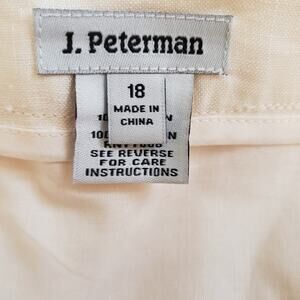 J. Peterman
18
MADE IN
CHINA
SEE REVERSE
FOR CARE
INSTRUCTIONS